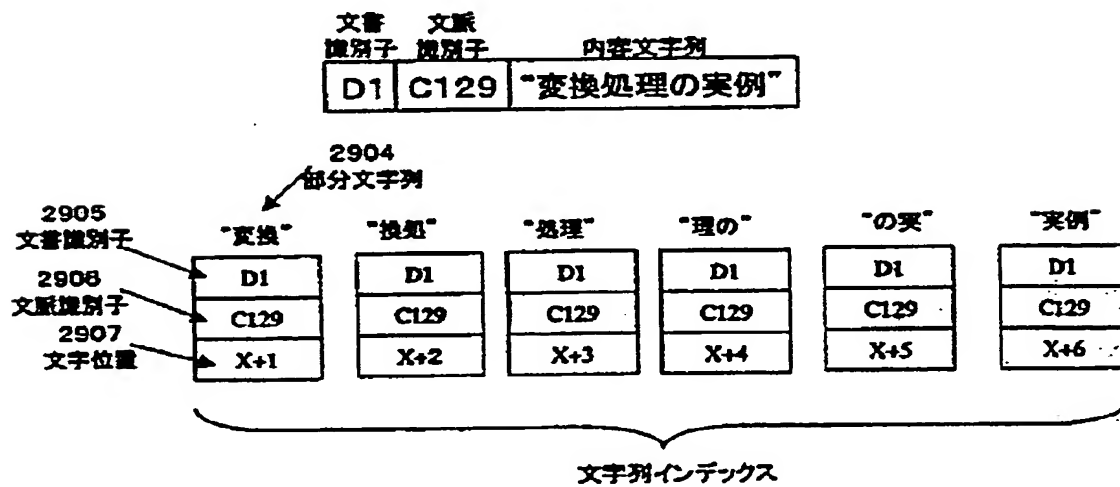 文書 文脈
識別子 識別子 内容文字列
D1 C129 "変換処理の実例"
2904
部分文字列
2905
文書識別子
"変換" "換処" "処理" "理の" "の実" "実例"
D1 D1 D1 D1 D1 D1
2906
文脈識別子
C129 C129 C129 C129 C129 C129
2907
文字位置
X+1 X+2 X+3 X+4 X+5 X+6
文字列インデックス